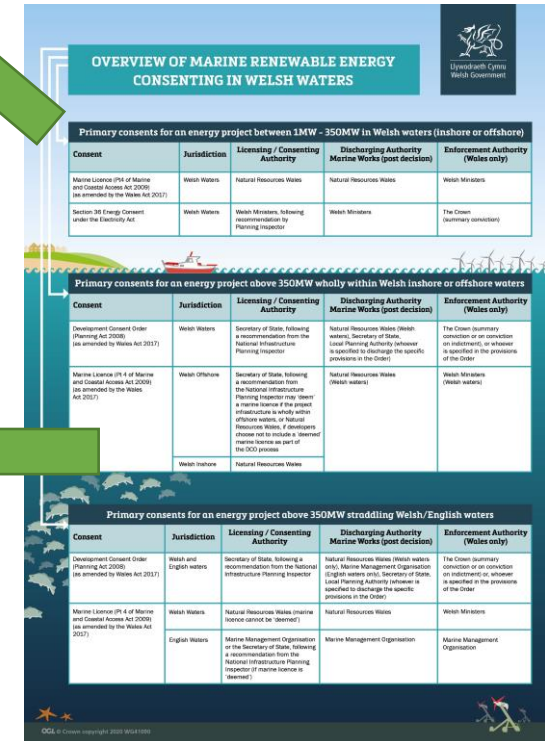 OVERVIEW OF MARINE RENEWABLE ENERGY
CONSENTING IN WELSH WATERS
Llywodraeth Cymru
Welsh Government
Primary consents for an energy project between 1MW - 350MW in Welsh waters (inshore or offshore)
Consent
Jurisdiction
Licensing / Consenting
Authority
Discharging Authority
Marine Works (post decision)
Enforcement Authority
(Wales only)
Marine Licence (Pt4 of Marine
and Coastal Access Act 2009)
(as amended by the Wales Act 2017)
Welsh Waters
Natural Resources Wales
Natural Resources Wales
Welsh Ministers
Section 36 Energy Consent
under the Electricity Act
Welsh Waters
Welsh Ministers, following
recommendation by
Planning Inspector
Welsh Ministers
The Crown
(summary conviction)
Primary consents for an energy project above 350MW wholly within Welsh inshore or offshore waters
Consent
Jurisdiction
Licensing / Consenting
Authority
Discharging Authority
Marine Works (post decision)
Enforcement Authority
(Wales only)
Development Consent Order
(Planning Act 2008)
(as amended by Wales Act 2017)
Welsh Waters
Secretary of State, following
a recommendation from the
National Infrastructure
Planning Inspector
Natural Resources Wales (Welsh
waters), Secretary of State,
Local Planning Authority (whoever
is specified to discharge the specific
provisions in the Order)
The Crown (summary
conviction or on conviction
on indictment), or whoever
is specified in the provisions
of the Order
Marine Licence (Pt 4 of Marine
and Coastal Access Act 2009)
(as amended by the Wales
Act 2017)
Welsh Offshore
Secretary of State, following
a recommendation from
the National Infrastructure
Planning Inspector may 'deem'
a marine licence if the project
infrastructure is wholly within
offshore waters, or Natural
Resources Wales, if developers
choose not to include a 'deemed'
marine licence as part of
the DCO process
Natural Resources Wales
(Welsh waters)
Welsh Ministers
(Welsh waters)
Welsh Inshore
Natural Resources Wales
Primary consents for an energy project above 350MW straddling Welsh/English waters
Consent
Jurisdiction
Licensing / Consenting
Authority
Discharging Authority
Marine Works (post decision)
Enforcement Authority
(Wales only)
Development Consent Order
(Planning Act 2008)
(as amended by Wales Act 2017)
Welsh and
English waters
Secretary of State, following a
recommendation from the National
Infrastructure Planning Inspector
Natural Resources Wales (Welsh waters
only), Marine Management Organisation
(English waters only), Secretary of State,
Local Planning Authority (whoever is
specified to discharge the specific
provisions in the Order)
The Crown (summary
conviction or on conviction
on indictment) or, whoever
is specified in the provisions
of the Order
Marine Licence (Pt 4 of Marine
and Coastal Access Act 2009)
(as amended by the Wales Act
2017)
Welsh Waters
Natural Resources Wales (marine
licence cannot be 'deemed')
Natural Resources Wales
Welsh Ministers
English Waters
Marine Management Organisation
or the Secretary of State, following
a recommendation from the
National Infrastructure Planning
Inspector (if marine licence is
'deemed')
Marine Management Organisation
Marine Management
Organisation
OGL © Crown copyright 2020 WG41990